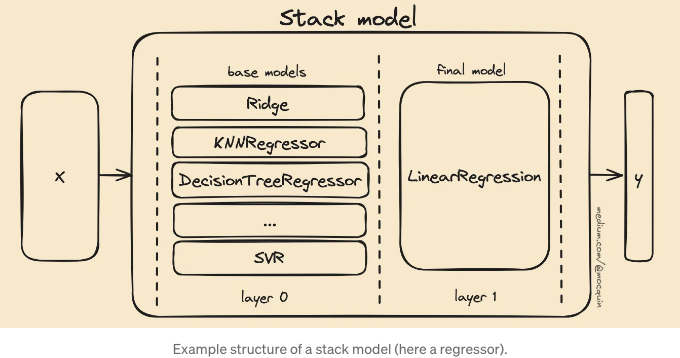 Stack model
base models
final model
Ridge
KNNRegressor
DecisionTreeRegressor
...
SVR
layer 0
LinearRegression
layer 1
x
y
medium.com/@mocquin
Example structure of a stack model (here a regressor).